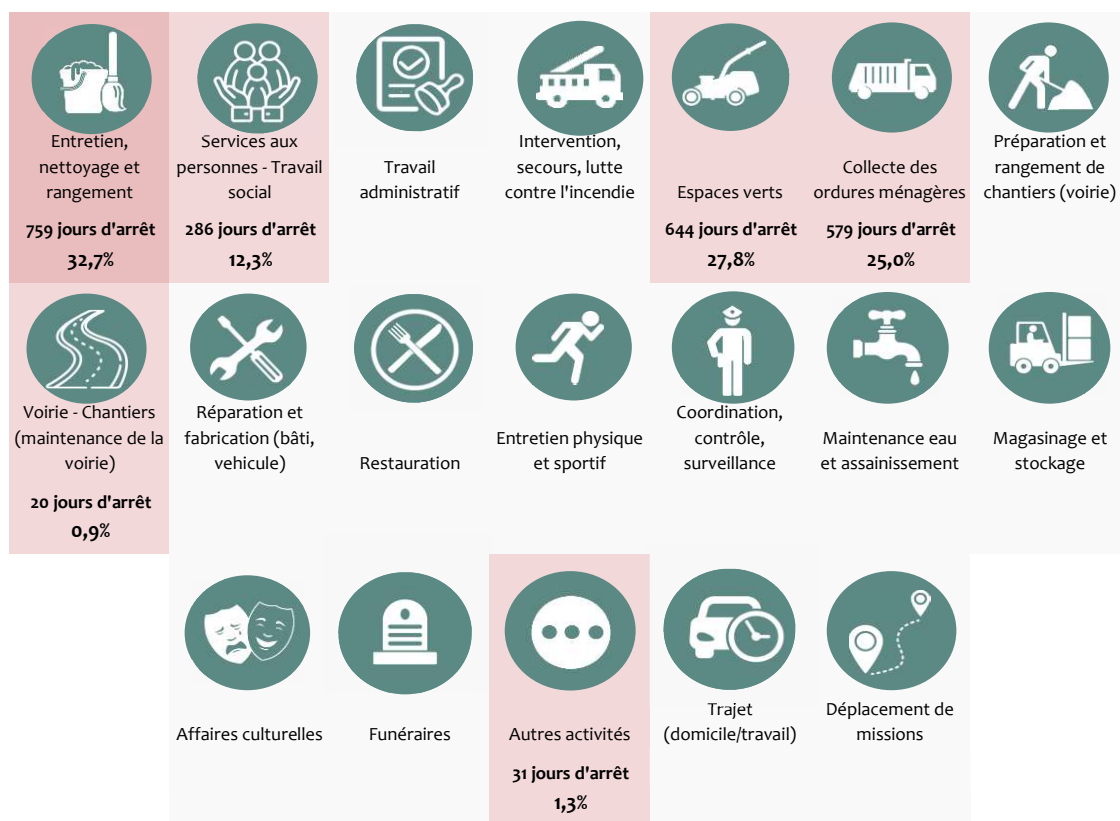 Entretien,
nettoyage et
rangement
759 jours d'arrêt
32,7%
Services aux
personnes - Travail
social
286 jours d'arrêt
12,3%
Travail
administratif
Intervention,
secours, lutte
contre l'incendie
Espaces verts
644 jours d'arrêt
27,8%
Collecte des
ordures ménagères
579 jours d'arrêt
25,0%
Préparation et
rangement de
chantiers (voirie)
Voirie - Chantiers
(maintenance de la
voirie)
20 jours d'arrêt
0,9%
Réparation et
fabrication (bâti,
vehicule)
Restauration
Entretien physique
et sportif
Coordination,
contrôle,
surveillance
Maintenance eau
et assainissement
Magasinage et
stockage
Affaires culturelles
Funéraires
Autres activités
31 jours d'arrêt
1,3%
Trajet
(domicile/travail)
Déplacement de
missions